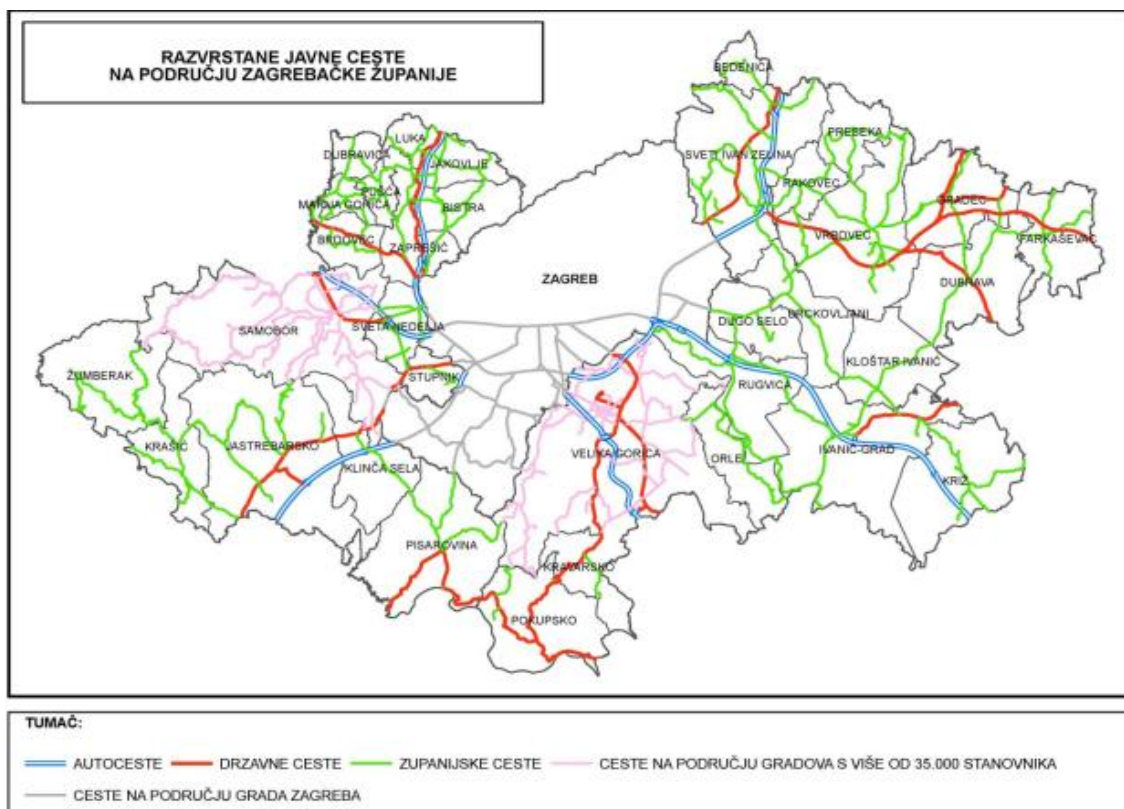 RAZVRSTANE JAVNE CESTE
NA PODRUČJU ZAGREBAČKE ŽUPANIJE
BEDENICA
LUKA
PRESEKA
DUBRAVICA
JAKOVLJE
SVETI IVAN ZELINA
RAKOVEC
PUŠĆA
MARIJA GORICA
BISTRA
GRADEC
BRDOVEC
ZAPREŠIĆ
VRBOVEC
FARKAŠEVAC
ZAGREB
DUBRAVA
SAMOBOR
SVETA NEDELJA
DUGO SELO
BRCKOVLJANI
KLOŠTAR IVANIĆ
ŽUMBERAK
STUPNIK
RUGVICA
KRAŠIĆ
JASTREBARSKO
KLINČA SELA
VELIKA GORICA
ORLE
IVANIĆ-GRAD
KRIŽ
PISAROVINA
KRAVARSKO
POKUPSKO
TUMAČ:
AUTOCESTE DRZAVNE CESTE ZUPANIJSKE CESTE CESTE NA PODRUČJU GRADOVA S VIŠE OD 35.000 STANOVNIKA
CESTE NA PODRUČJU GRADA ZAGREBA